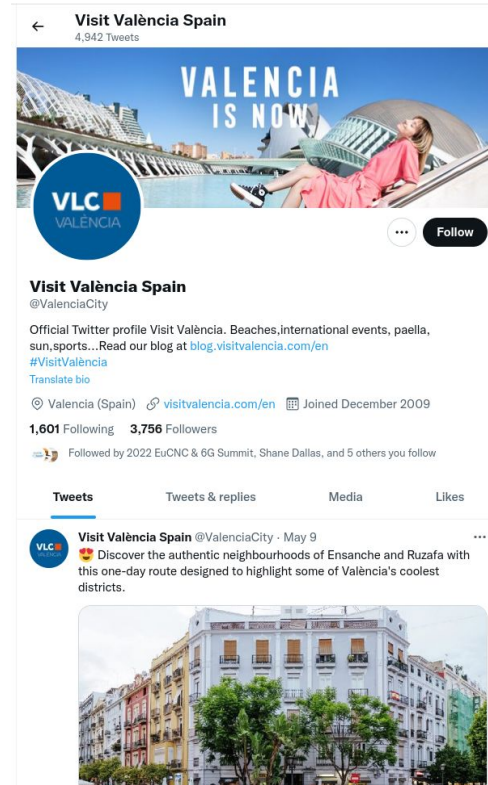 Visit València Spain
4,942 Tweets
VALENCIA
IS NOW
VLC
VALÈNCIA
Follow
Visit València Spain
@ValenciaCity
Official Twitter profile Visit València. Beaches,international events, paella,
sun,sports...Read our blog at blog.visitvalencia.com/en
#VisitValència
Translate bio
Valencia (Spain) visitvalencia.com/en Joined December 2009
1,601 Following 3,756 Followers
Followed by 2022 EuCNC & 6G Summit, Shane Dallas, and 5 others you follow
Tweets Tweets & replies Media Likes
VLC
VALÈNCIA
Visit València Spain @ValenciaCity · May 9
😍 Discover the authentic neighbourhoods of Ensanche and Ruzafa with
this one-day route designed to highlight some of València's coolest
districts.